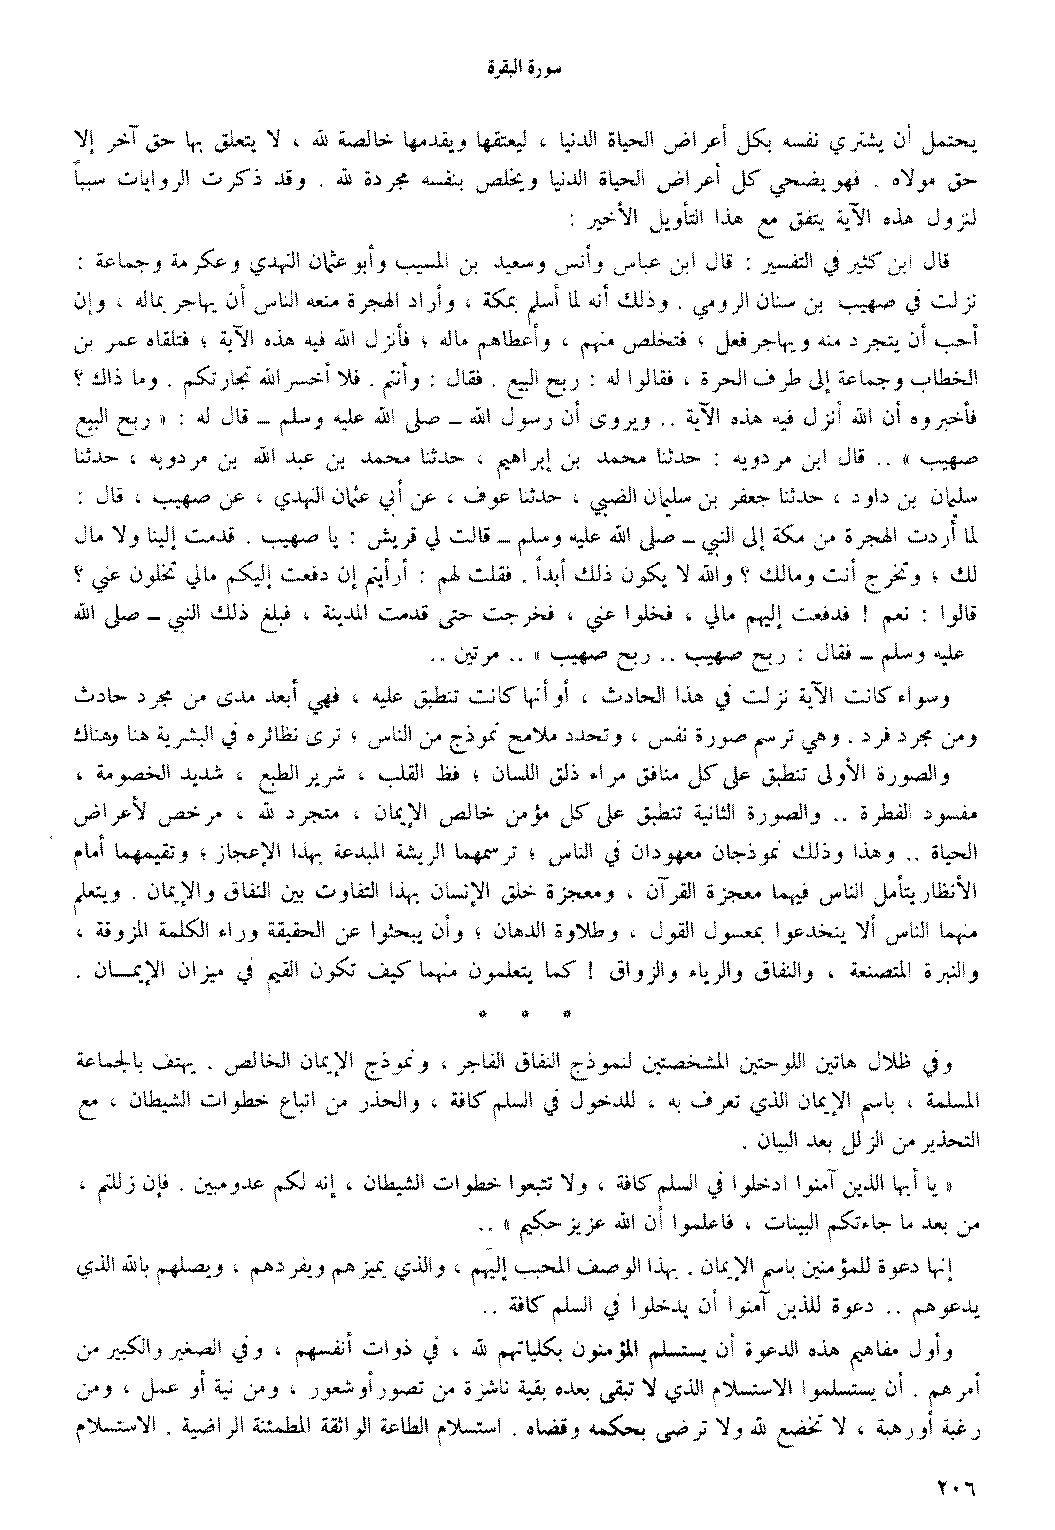 سورة البقرة
يحتمل أن يشتري نفسه بكل أعراض الحياة الدنيا ، ليعتقها ويقدمها خالصة لله ، لا يتعلق بها حق آخر إلا
حق مولاه . فهو يضحي كل أعراض الحياة الدنيا ويخلص بنفسه مجردة لله . وقد ذكرت الروايات سبباً
لنزول هذه الآية يتفق مع هذا التأويل الأخير :
قال ابن كثير في التفسير : قال ابن عباس وأنس وسعيد بن المسيب وأبو عثمان النهدي وعكرمة وجماعة :
نزلت في صهيب بن سنان الرومي . وذلك أنه لما أسلم بمكة ، وأراد الهجرة منعه الناس أن يهاجر بماله ، وإن
أحب أن يتجرد منه ويهاجر فعل ؛ فتخلص منهم ، وأعطاهم ماله ؛ فأنزل الله فيه هذه الآية ؛ فتلقاه عمر بن
الخطاب وجماعة إلى طرف الحرة ، فقالوا له : ربح البيع . فقال : وأنتم . فلا أخسر الله تجارتكم . وما ذاك ؟
فأخبروه أن الله أنزل فيه هذه الآية .. ويروى أن رسول الله ــ صلى الله عليه وسلم ــ قال له : « ربح البيع
صهيب » .. قال ابن مردويه : حدثنا محمد بن إبراهيم ، حدثنا محمد بن عبد الله بن مردويه ، حدثنا
سليمان بن داود ، حدثنا جعفر بن سليمان الضبي ، حدثنا عوف ، عن أبي عثمان النهدي ، عن صهيب ، قال :
لما أردت الهجرة من مكة إلى النبي ــ صلى الله عليه وسلم ــ قالت لي قريش : يا صهيب . قدمت إلينا ولا مال
لك ؛ وتخرج أنت ومالك ؟ والله لا يكون ذلك أبداً . فقلت لهم : أرأيتم إن دفعت إليكم مالي تخلون عني ؟
قالوا : نعم ! فدفعت إليهم مالي ، فخلوا عني ، فخرجت حتى قدمت المدينة ، فبلغ ذلك النبي ــ صلى الله
عليه وسلم ــ فقال : ربح صهيب .. ربح صهيب » .. مرتين ..
وسواء كانت الآية نزلت في هذا الحادث ، أو أنها كانت تنطبق عليه ، فهي أبعد مدى من مجرد حادث
ومن مجرد فرد . وهي ترسم صورة نفس ، وتحدد ملامح نموذج من الناس ؛ ترى نظائره في البشرية هنا وهناك
والصورة الأولى تنطبق على كل منافق مراء ذلق اللسان ؛ فظ القلب ، شرير الطبع ، شديد الخصومة ،
مفسود الفطرة .. والصورة الثانية تنطبق على كل مؤمن خالص الإيمان ، متجرد لله ، مرخص لأعراض
الحياة .. وهذا وذلك نموذجان معهودان في الناس ؛ ترسمهما الريشة المبدعة بهذا الإعجاز ؛ وتقيمهما أمام
الأنظار يتأمل الناس فيهما معجزة القرآن ، ومعجزة خلق الإنسان بهذا التفاوت بين النفاق والإيمان . ويتعلم
منهما الناس ألا ينخدعوا بمعسول القول ، وطلاوة الدهان ؛ وأن يبحثوا عن الحقيقة وراء الكلمة المزوقة ،
والنبرة المتصنعة ، والنفاق والرياء والزواق ! كما يتعلمون منهما كيف تكون القيم في ميزان الإيمــان .
* * *
وفي ظلال هاتين اللوحتين المشخصتين لنموذج النفاق الفاجر ، ونموذج الإيمان الخالص . يهتف بالجماعة
المسلمة ، باسم الإيمان الذي تعرف به ، للدخول في السلم كافة ، والحذر من اتباع خطوات الشيطان ، مع
التحذير من الزلل بعد البيان .
« يا أيها الذين آمنوا ادخلوا في السلم كافة ، ولا تتبعوا خطوات الشيطان ، إنه لكم عدو مبين . فإن زللتم ،
من بعد ما جاءتكم البينات ، فاعلموا أن الله عزيز حكيم » ..
إنها دعوة للمؤمنين باسم الإيمان . بهذا الوصف المحبب إليهم ، والذي يميزهم ويفردهم ، ويصلهم بالله الذي
يدعوهم .. دعوة للذين آمنوا أن يدخلوا في السلم كافة ..
وأول مفاهيم هذه الدعوة أن يستسلم المؤمنون بكلياتهم لله ، في ذوات أنفسهم ، وفي الصغير والكبير من
أمرهم . أن يستسلموا الاستسلام الذي لا تبقى بعده بقية ناشزة من تصور أو شعور ، ومن نية أو عمل ، ومن
رغبة أو رهبة ، لا تخضع لله ولا ترضى بحكمه وقضاه . استسلام الطاعة الواثقة المطمئنة الراضية . الاستسلام
٢٠٦